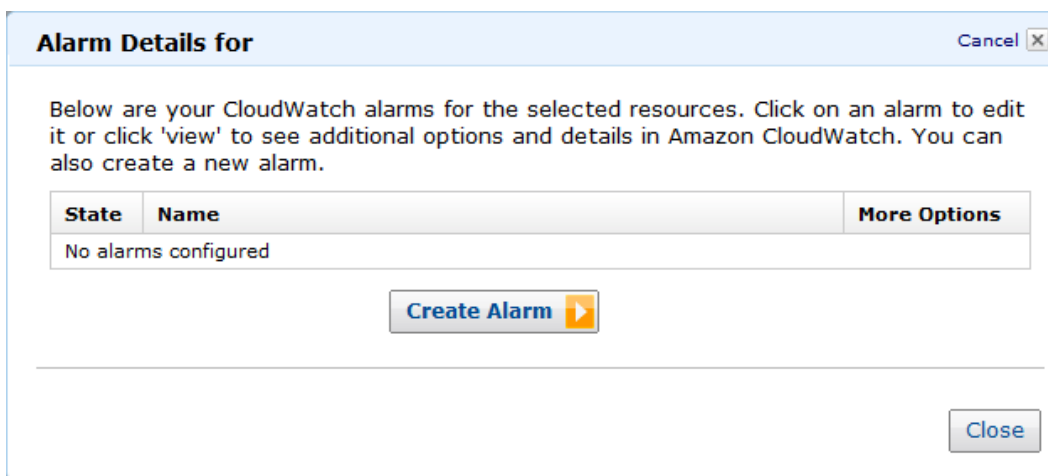 Alarm Details for
Cancel
Below are your CloudWatch alarms for the selected resources. Click on an alarm to edit
it or click 'view' to see additional options and details in Amazon CloudWatch. You can
also create a new alarm.
State Name More Options
No alarms configured
Create Alarm
Close